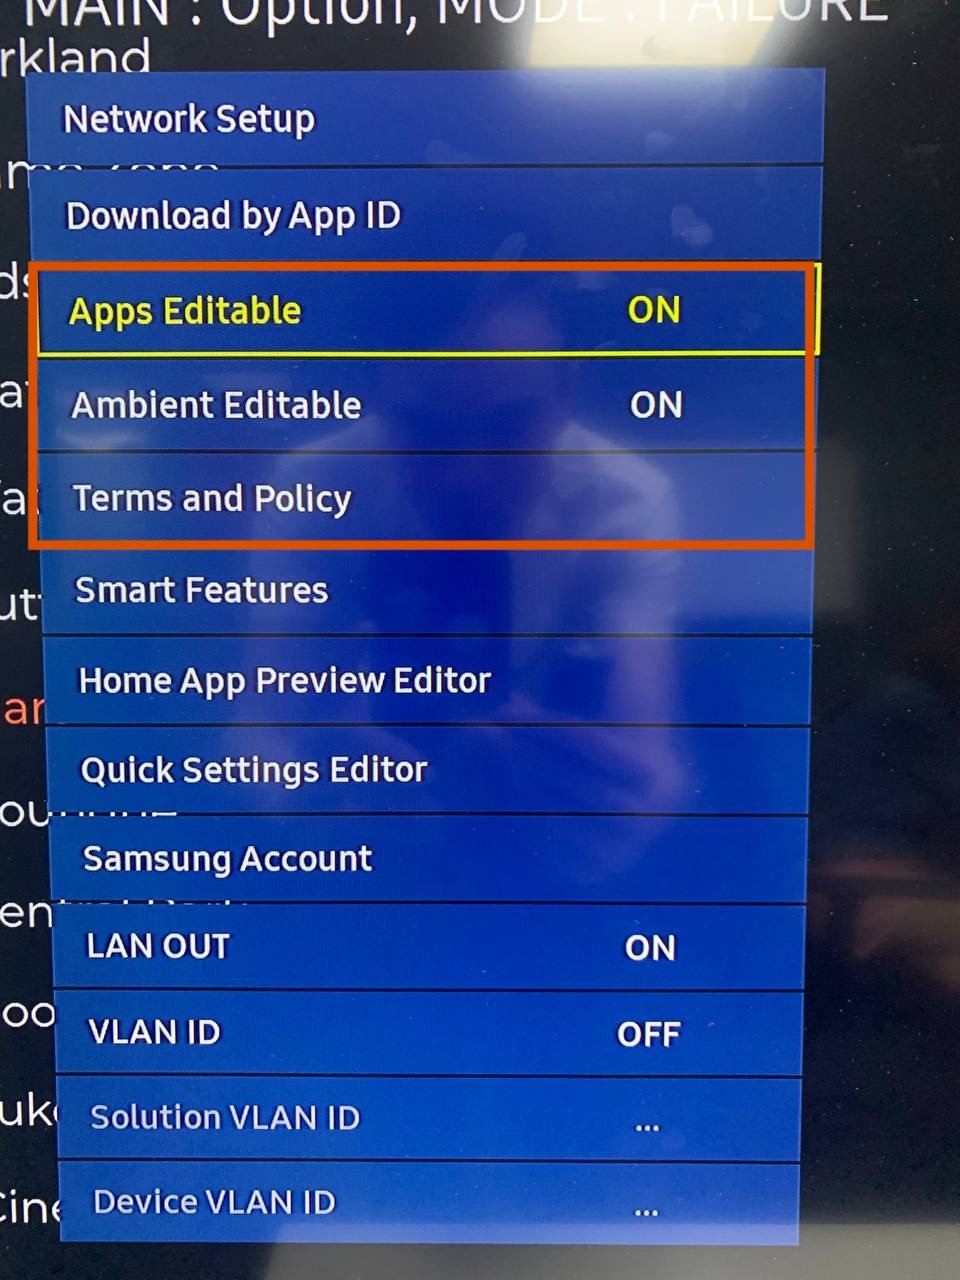 MAIN : Option, MODE : FAILURE
rkland
Network Setup
Download by App ID
Apps Editable ON
Ambient Editable ON
Terms and Policy
Smart Features
Home App Preview Editor
Quick Settings Editor
Samsung Account
LAN OUT ON
VLAN ID OFF
Solution VLAN ID ...
Device VLAN ID ...